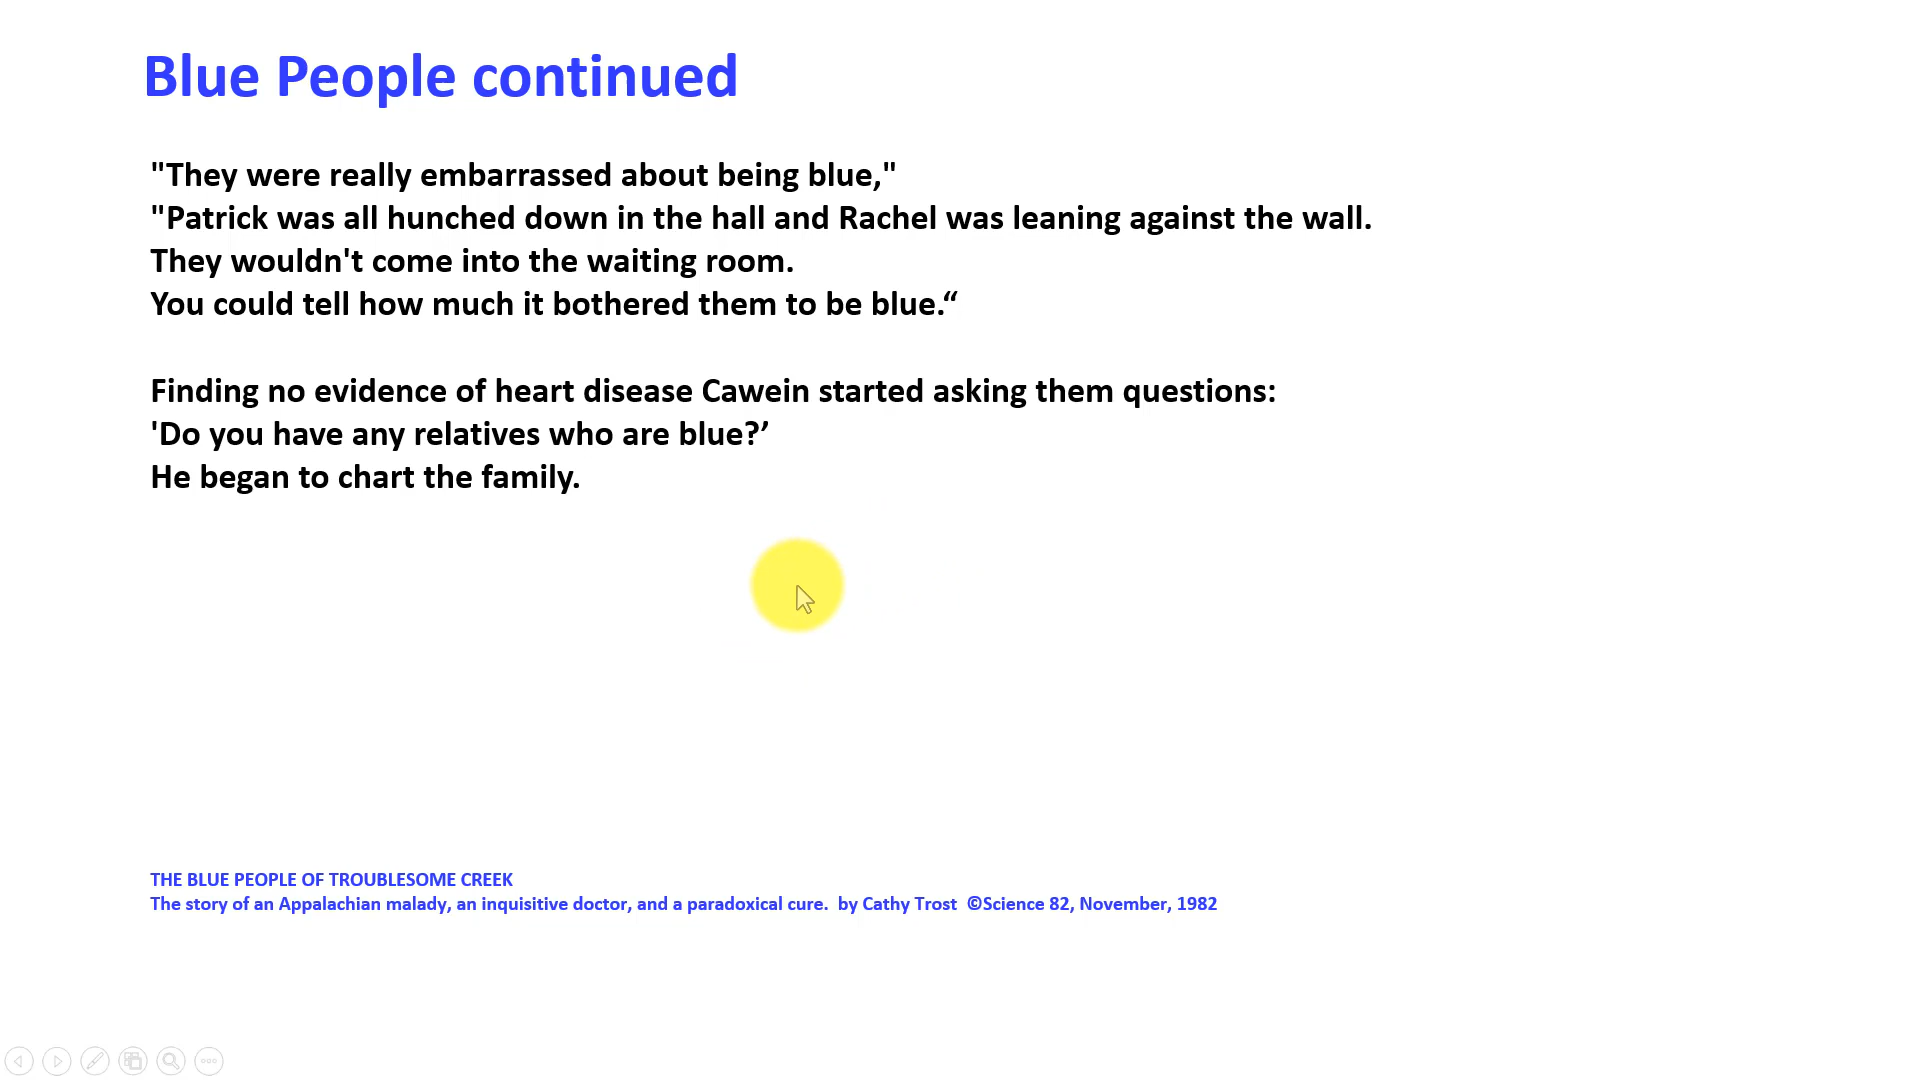 Blue People continued
"They were really embarrassed about being blue,"
"Patrick was all hunched down in the hall and Rachel was leaning against the wall.
They wouldn't come into the waiting room.
You could tell how much it bothered them to be blue.“
Finding no evidence of heart disease Cawein started asking them questions:
'Do you have any relatives who are blue?’
He began to chart the family.
THE BLUE PEOPLE OF TROUBLESOME CREEK
The story of an Appalachian malady, an inquisitive doctor, and a paradoxical cure.  by Cathy Trost  ©Science 82, November, 1982